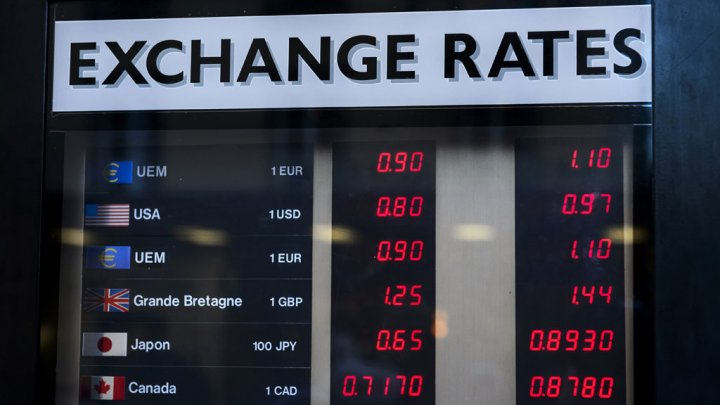 EXCHANGE RATES
UEM 1 EUR 0.90 1.10
USA 1 USD 0.80 0.97
UEM 1 EUR 0.90 1.10
Grande Bretagne 1 GBP 1.25 1.44
Japon 100 JPY 0.65 0.8930
Canada 1 CAD 0.7170 0.8780